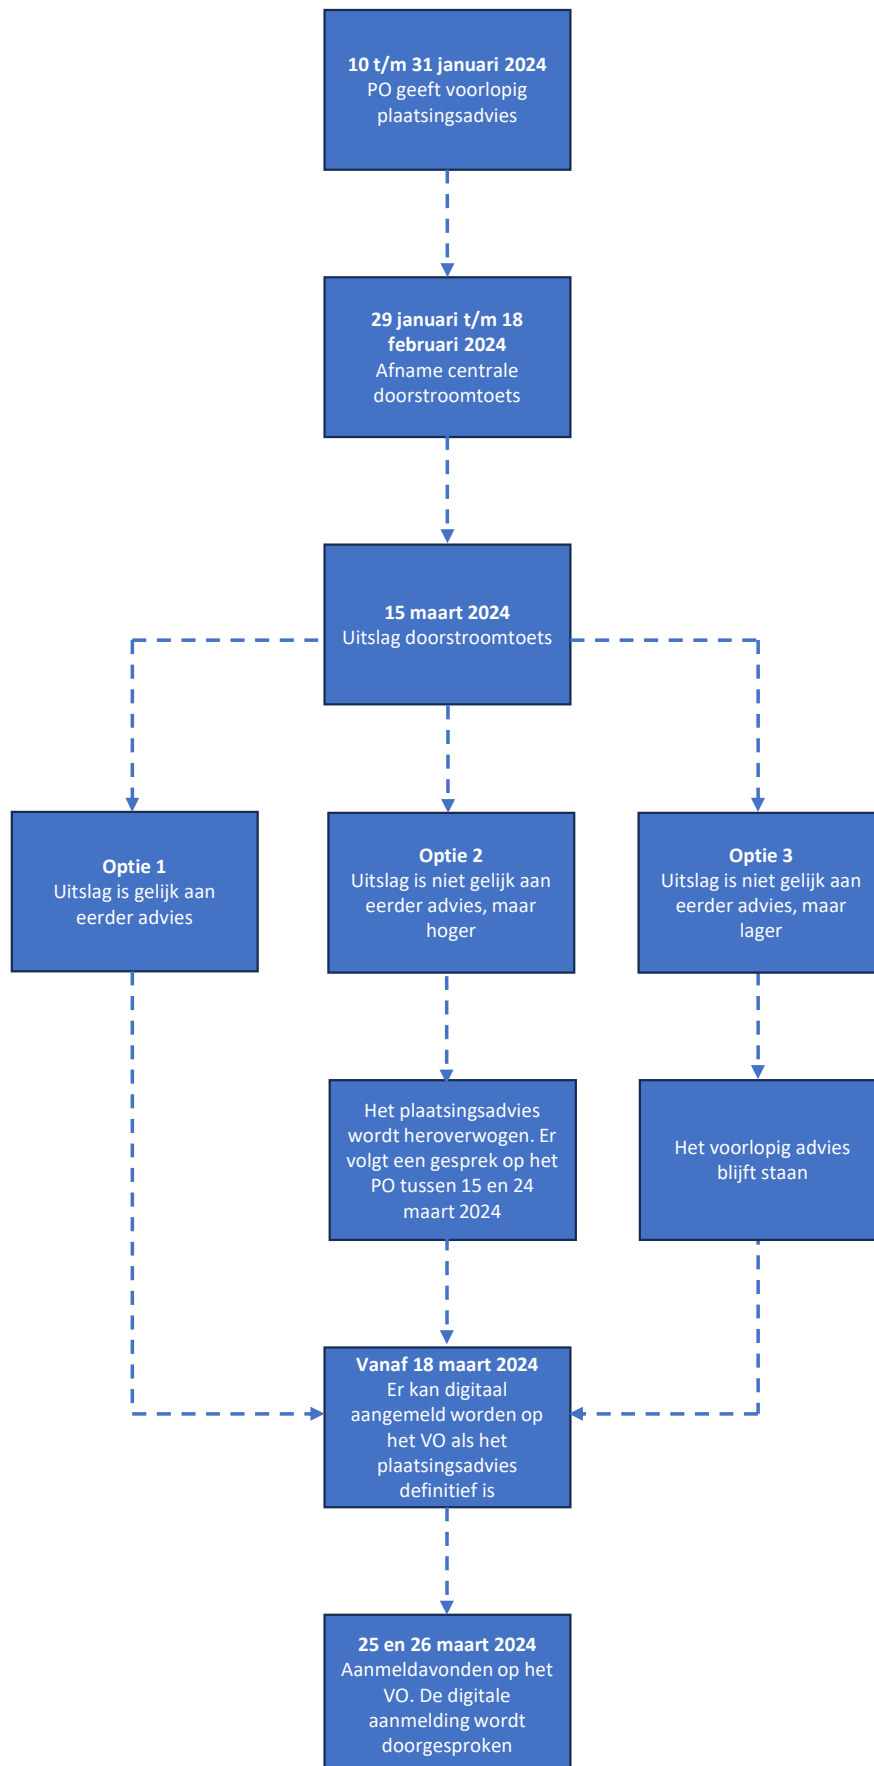 10 t/m 31 januari 2024
PO geeft voorlopig
plaatsingsadvies
29 januari t/m 18
februari 2024
Afname centrale
doorstroomtoets
15 maart 2024
Uitslag doorstroomtoets
Optie 1
Uitslag is gelijk aan
eerder advies
Optie 2
Uitslag is niet gelijk aan
eerder advies, maar
hoger
Optie 3
Uitslag is niet gelijk aan
eerder advies, maar
lager
Het plaatsingsadvies
wordt heroverwogen. Er
volgt een gesprek op het
PO tussen 15 en 24
maart 2024
Het voorlopig advies
blijft staan
Vanaf 18 maart 2024
Er kan digitaal
aangemeld worden op
het VO als het
plaatsingsadvies
definitief is
25 en 26 maart 2024
Aanmeldavonden op het
VO. De digitale
aanmelding wordt
doorgesproken